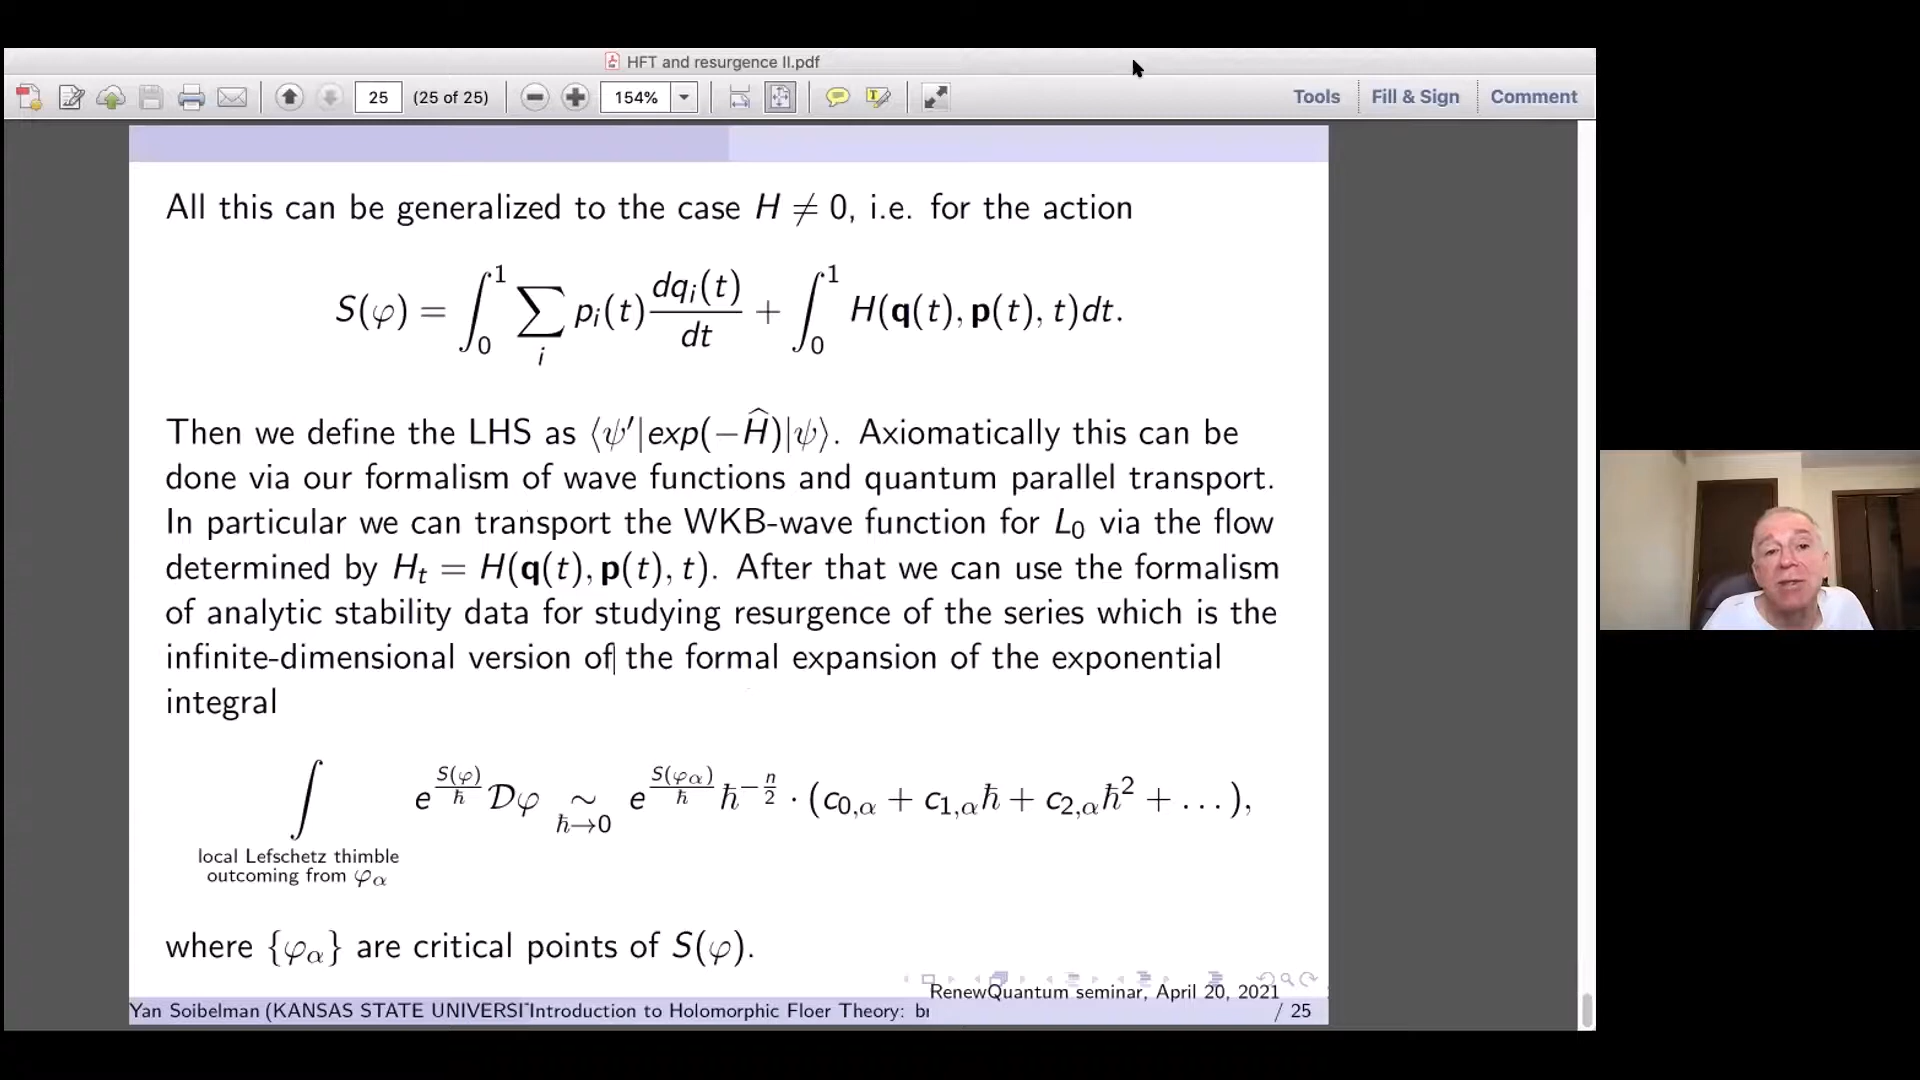 HFT and resurgence II.pdf
25 (25 of 25) 154% Tools Fill & Sign Comment
All this can be generalized to the case H ≠ 0, i.e. for the action
S(φ) = ∫₀¹ ∑ᵢ pᵢ(t) dqᵢ(t)/dt + ∫₀¹ H(𝐪(t), 𝐩(t), t)dt.
Then we define the LHS as ⟨ψ′|exp(−Ĥ)|ψ⟩. Axiomatically this can be
done via our formalism of wave functions and quantum parallel transport.
In particular we can transport the WKB-wave function for L₀ via the flow
determined by Hₜ = H(𝐪(t), 𝐩(t), t). After that we can use the formalism
of analytic stability data for studying resurgence of the series which is the
infinite-dimensional version of the formal expansion of the exponential
integral
∫ e^{S(φ)/ℏ} 𝒟φ ∼_{ℏ→0} e^{S(φ_α)/ℏ} ℏ^{−n/2} · (c_{0,α} + c_{1,α}ℏ + c_{2,α}ℏ² + ...),
local Lefschetz thimble
outcoming from φ_α
where {φ_α} are critical points of S(φ).
RenewQuantum seminar, April 20, 2021
Yan Soibelman (KANSAS STATE UNIVERSI Introduction to Holomorphic Floer Theory: br / 25